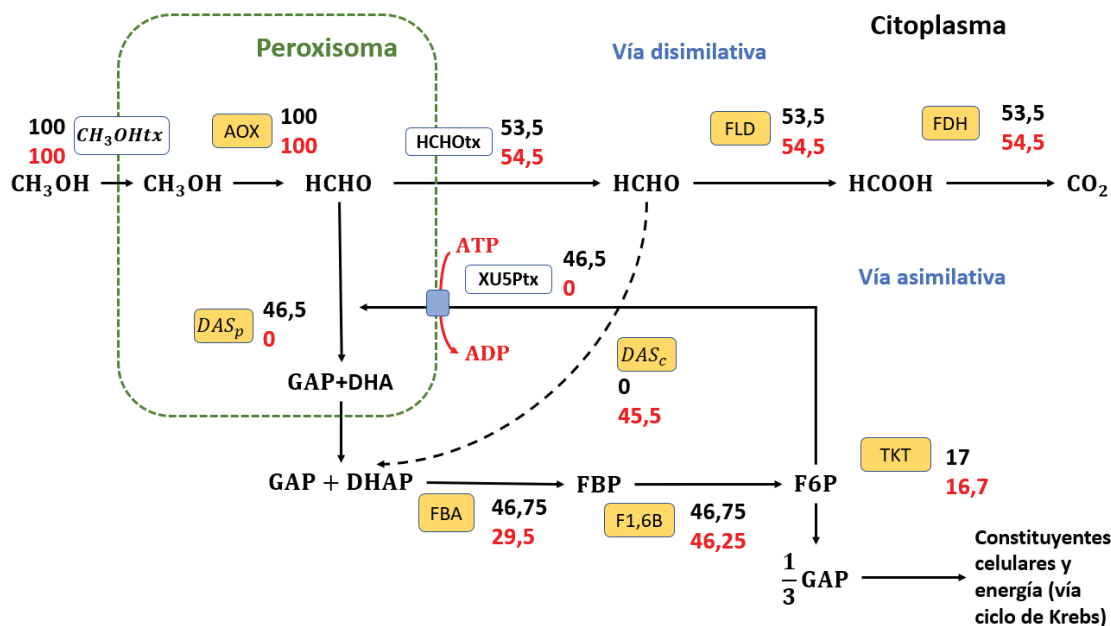 Citoplasma
Peroxisoma
Vía disimilativa
100
100
CH₃OHtx
AOX
100
100
HCHOtx
53,5
54,5
FLD
53,5
54,5
FDH
53,5
54,5
CH₃OH
CH₃OH
HCHO
HCHO
HCOOH
CO₂
ATP
XU5Ptx
46,5
0
Vía asimilativa
DASₚ
46,5
0
ADP
DAS_c
0
45,5
GAP+DHA
TKT
17
16,7
GAP + DHAP
FBP
F6P
FBA
46,75
29,5
F1,6B
46,75
46,25
1/3 GAP
Constituyentes
celulares y
energía (vía
ciclo de Krebs)